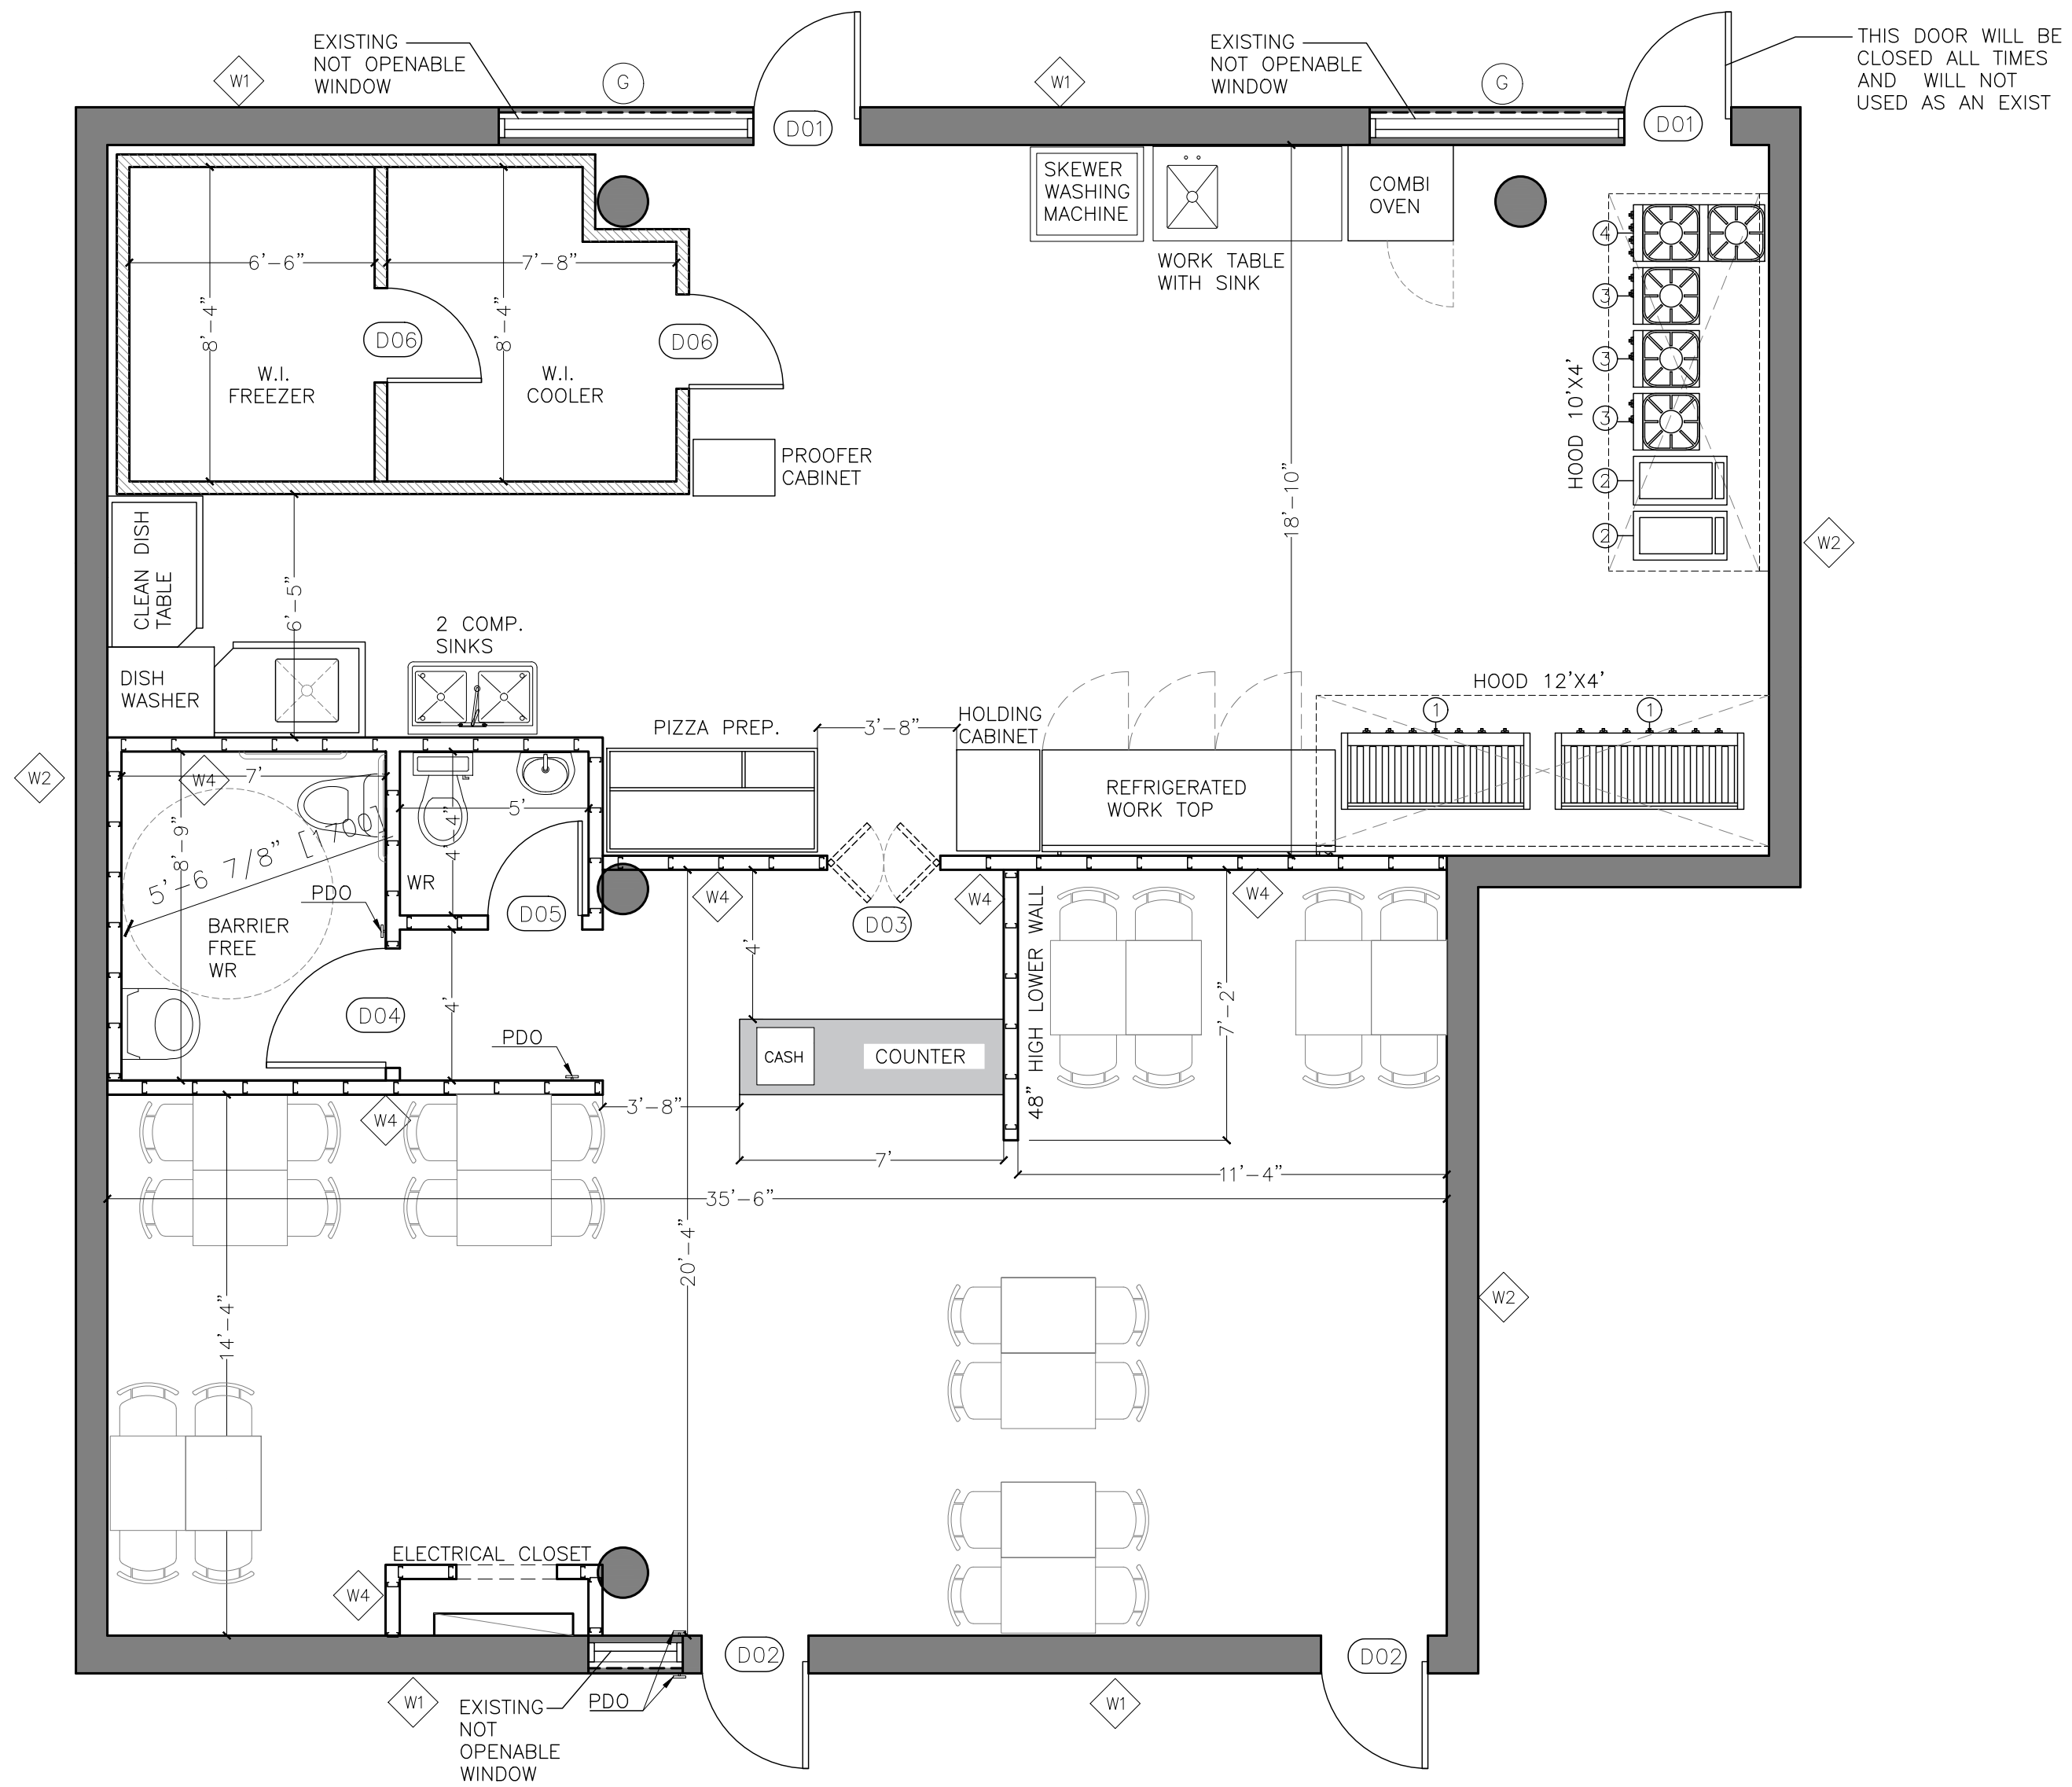 EXISTING
NOT OPENABLE
WINDOW
EXISTING
NOT OPENABLE
WINDOW
THIS DOOR WILL BE
CLOSED ALL TIMES
AND WILL NOT
USED AS AN EXIST
W1
G
W1
G
D01
D01
SKEWER
WASHING
MACHINE
COMBI
OVEN
WORK TABLE
WITH SINK
6'-6"
7'-8"
8'-4"
8'-4"
D06
D06
W.I.
FREEZER
W.I.
COOLER
PROOFER
CABINET
18'-10"
HOOD 10'X4'
4
3
3
3
2
2
W2
CLEAN DISH
TABLE
6'-5"
2 COMP.
SINKS
DISH
WASHER
PIZZA PREP.
3'-8"
HOLDING
CABINET
REFRIGERATED
WORK TOP
HOOD 12'X4'
1
1
W2
W4
7'
5'
4'-4"
8'-9"
5'-6 7/8" [1700]
PDO
WR
D05
BARRIER
FREE
WR
D04
4'
PDO
W4
D03
W4
W4
4'
48" HIGH LOWER WALL
7'-2"
CASH
COUNTER
W4
3'-8"
7'
11'-4"
35'-6"
20'-4"
14'-4"
W2
ELECTRICAL CLOSET
W4
D02
D02
W1
PDO
W1
EXISTING
NOT
OPENABLE
WINDOW